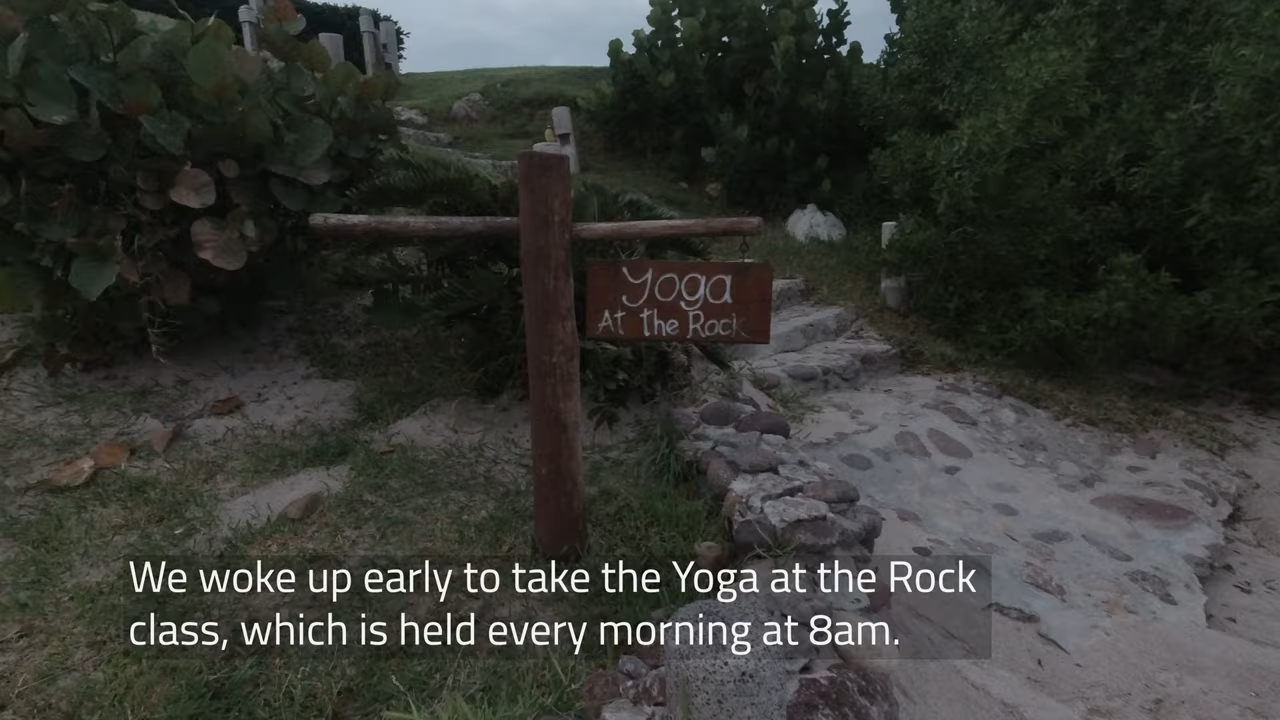 Yoga
At the Rock
We woke up early to take the Yoga at the Rock
class, which is held every morning at 8am.